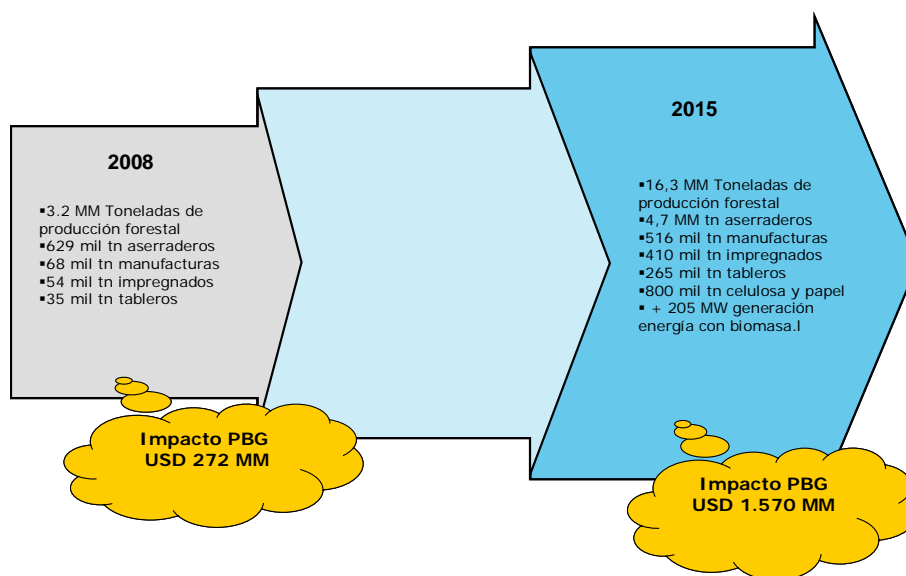 2008
▪3.2 MM Toneladas de
producción forestal
▪629 mil tn aserraderos
▪68 mil tn manufacturas
▪54 mil tn impregnados
▪35 mil tn tableros
Impacto PBG
USD 272 MM
2015
▪16,3 MM Toneladas de
producción forestal
▪4,7 MM tn aserraderos
▪516 mil tn manufacturas
▪410 mil tn impregnados
▪265 mil tn tableros
▪800 mil tn celulosa y papel
▪ + 205 MW generación
energía con biomasa.l
Impacto PBG
USD 1.570 MM